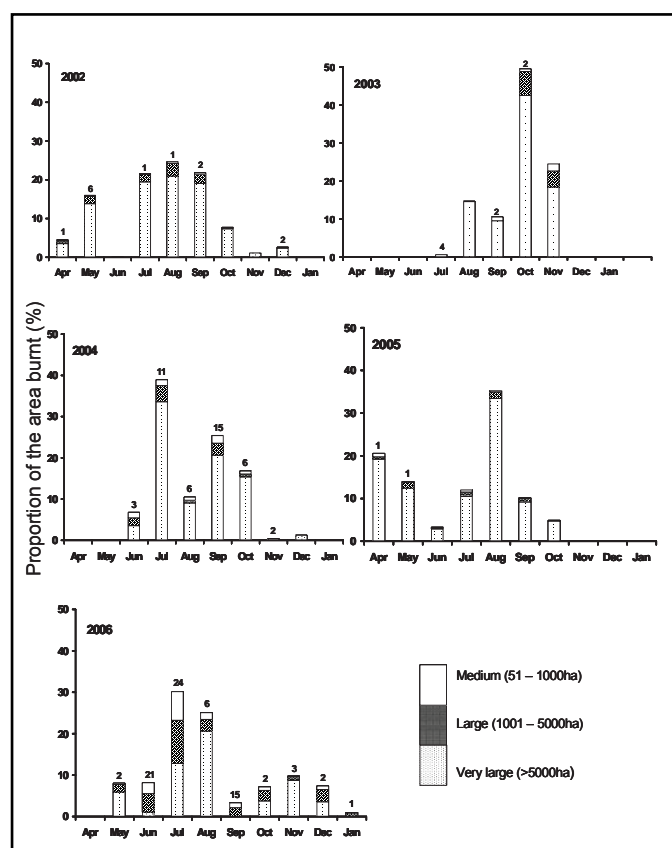 Proportion of the area burnt (%)
2002
50
40
30
20
10
0
1 6 1 1 2 2
Apr May Jun Jul Aug Sep Oct Nov Dec Jan
2003
50
40
30
20
10
0
4 2 2
Apr May Jun Jul Aug Sep Oct Nov Dec Jan
2004
50
40
30
20
10
0
3 11 6 15 6 2
Apr May Jun Jul Aug Sep Oct Nov Dec Jan
2005
50
40
30
20
10
0
1 1
Apr May Jun Jul Aug Sep Oct Nov Dec Jan
2006
50
40
30
20
10
0
2 21 24 6 15 2 3 2 1
Apr May Jun Jul Aug Sep Oct Nov Dec Jan
Medium (51 – 1000ha)
Large (1001 – 5000ha)
Very large (>5000ha)